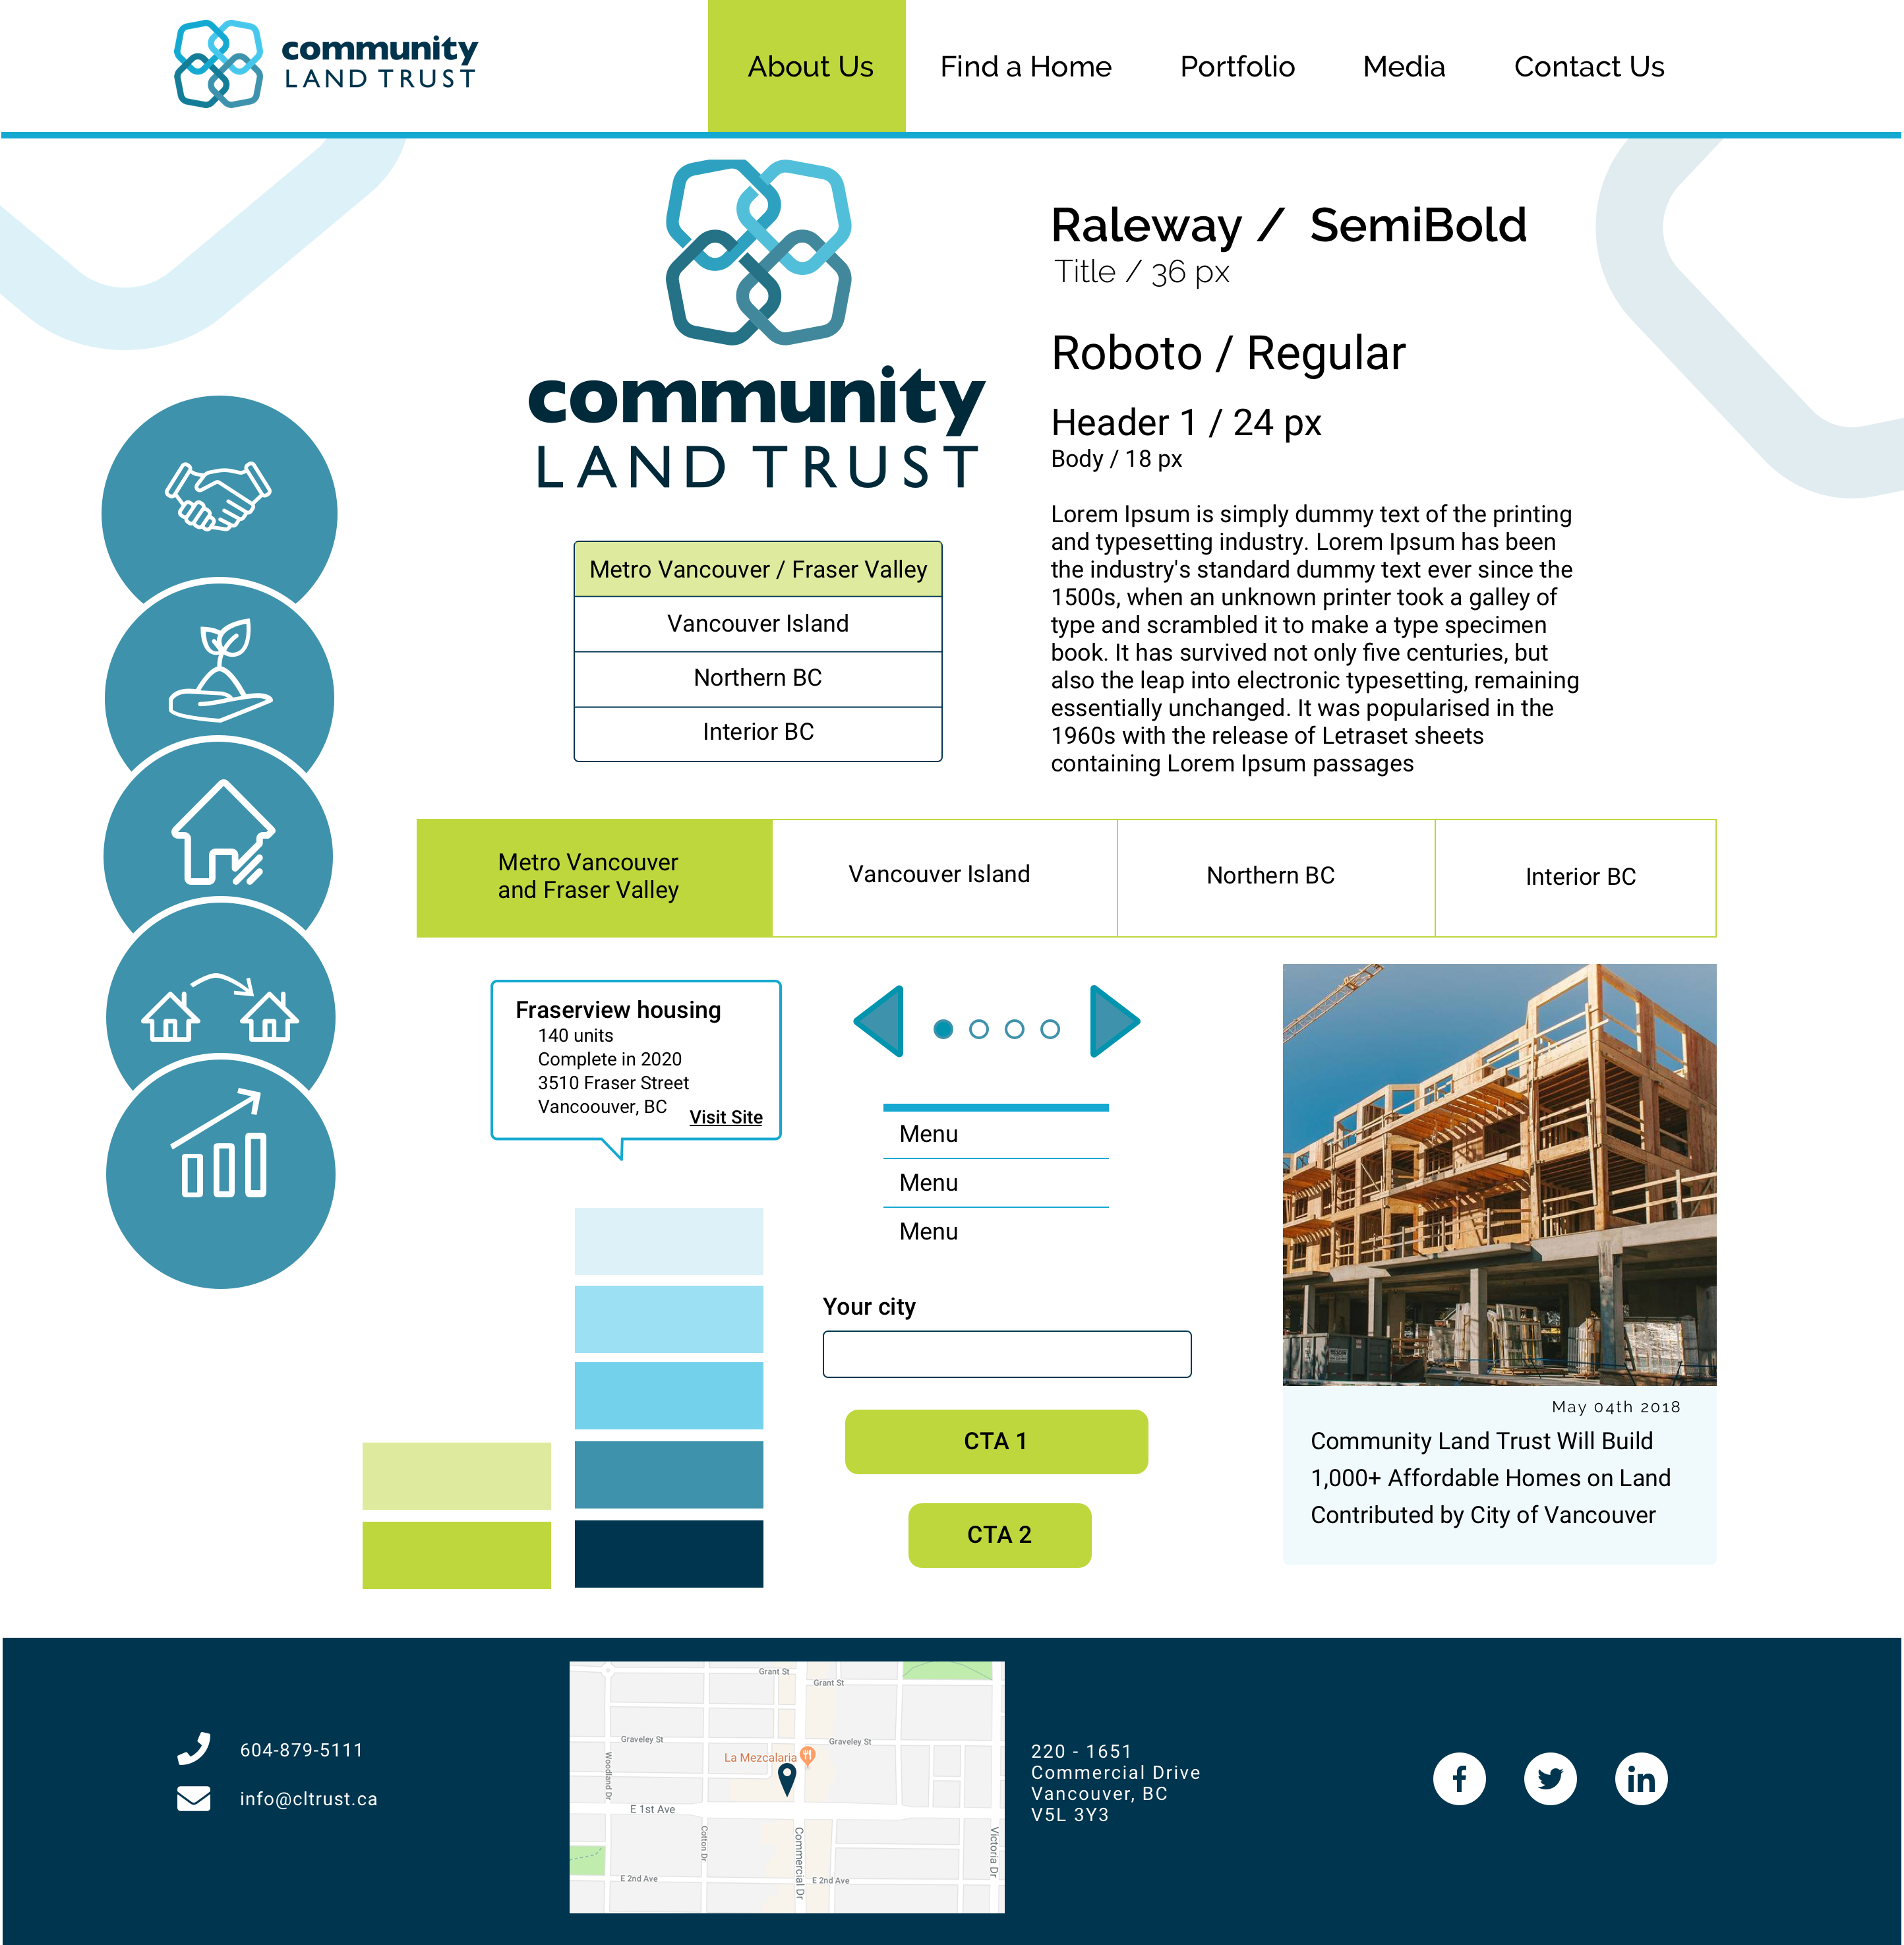 community
LAND TRUST
About Us
Find a Home
Portfolio
Media
Contact Us
community
LAND TRUST
Raleway / SemiBold
Title / 36 px
Roboto / Regular
Header 1 / 24 px
Body / 18 px
Lorem Ipsum is simply dummy text of the printing
and typesetting industry. Lorem Ipsum has been
the industry's standard dummy text ever since the
1500s, when an unknown printer took a galley of
type and scrambled it to make a type specimen
book. It has survived not only five centuries, but
also the leap into electronic typesetting, remaining
essentially unchanged. It was popularised in the
1960s with the release of Letraset sheets
containing Lorem Ipsum passages
Metro Vancouver / Fraser Valley
Vancouver Island
Northern BC
Interior BC
Metro Vancouver
and Fraser Valley
Vancouver Island
Northern BC
Interior BC
Fraserview housing
140 units
Complete in 2020
3510 Fraser Street
Vancoouver, BC
Visit Site
Menu
Menu
Menu
Your city
CTA 1
CTA 2
May 04th 2018
Community Land Trust Will Build
1,000+ Affordable Homes on Land
Contributed by City of Vancouver
604-879-5111
info@cltrust.ca
Grant St
Grant St
Graveley St
Graveley St
La Mezcalaria
Woodland Dr
E 1st Ave
Cotton Dr
Commercial Dr
Victoria Dr
E 2nd Ave
E 2nd Ave
220 - 1651
Commercial Drive
Vancouver, BC
V5L 3Y3
f
in